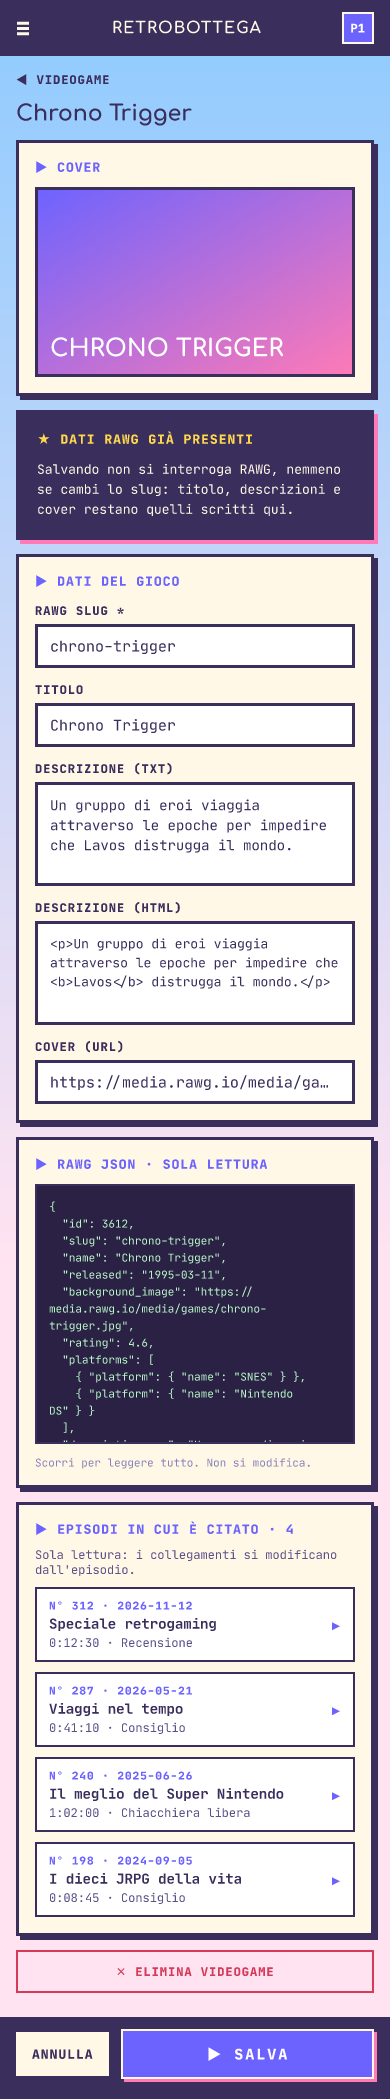 RETROBOTTEGA
P1
◀ VIDEOGAME
Chrono Trigger
▶ COVER
CHRONO TRIGGER
★ DATI RAWG GIÀ PRESENTI
Salvando non si interroga RAWG, nemmeno
se cambi lo slug: titolo, descrizioni e
cover restano quelli scritti qui.
▶ DATI DEL GIOCO
RAWG SLUG *
chrono-trigger
TITOLO
Chrono Trigger
DESCRIZIONE (TXT)
Un gruppo di eroi viaggia
attraverso le epoche per impedire
che Lavos distrugga il mondo.
DESCRIZIONE (HTML)
<p>Un gruppo di eroi viaggia
attraverso le epoche per impedire che
<b>Lavos</b> distrugga il mondo.</p>
COVER (URL)
https://media.rawg.io/media/ga…
▶ RAWG JSON · SOLA LETTURA
{
"id": 3612,
"slug": "chrono-trigger",
"name": "Chrono Trigger",
"released": "1995-03-11",
"background_image": "https://
media.rawg.io/media/games/chrono-
trigger.jpg",
"rating": 4.6,
"platforms": [
{ "platform": { "name": "SNES" } },
{ "platform": { "name": "Nintendo
DS" } }
],
Scorri per leggere tutto. Non si modifica.
▶ EPISODI IN CUI È CITATO · 4
Sola lettura: i collegamenti si modificano
dall'episodio.
N° 312 · 2026-11-12
Speciale retrogaming
0:12:30 · Recensione
▶
N° 287 · 2026-05-21
Viaggi nel tempo
0:41:10 · Consiglio
▶
N° 240 · 2025-06-26
Il meglio del Super Nintendo
1:02:00 · Chiacchiera libera
▶
N° 198 · 2024-09-05
I dieci JRPG della vita
0:08:45 · Consiglio
▶
× ELIMINA VIDEOGAME
ANNULLA
▶ SALVA